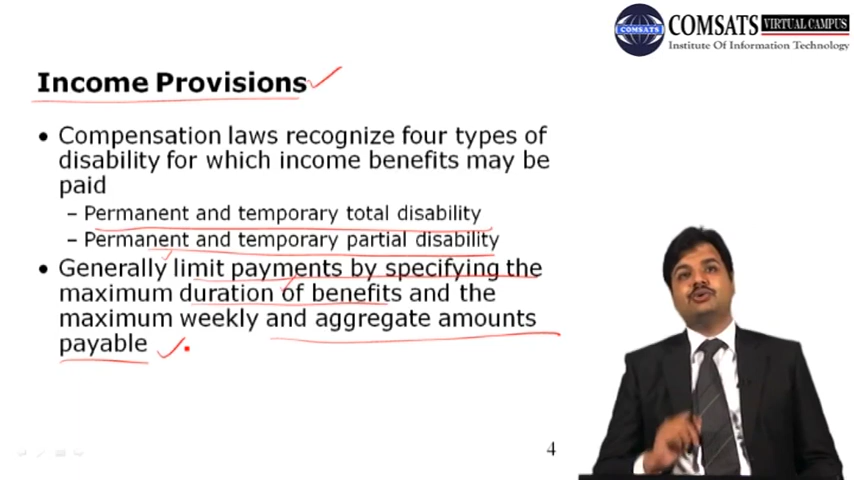 COMSATS VIRTUAL CAMPUS
COMSATS
Institute Of Information Technology
Income Provisions
• Compensation laws recognize four types of
disability for which income benefits may be
paid
– Permanent and temporary total disability
– Permanent and temporary partial disability
• Generally limit payments by specifying the
maximum duration of benefits and the
maximum weekly and aggregate amounts
payable
4